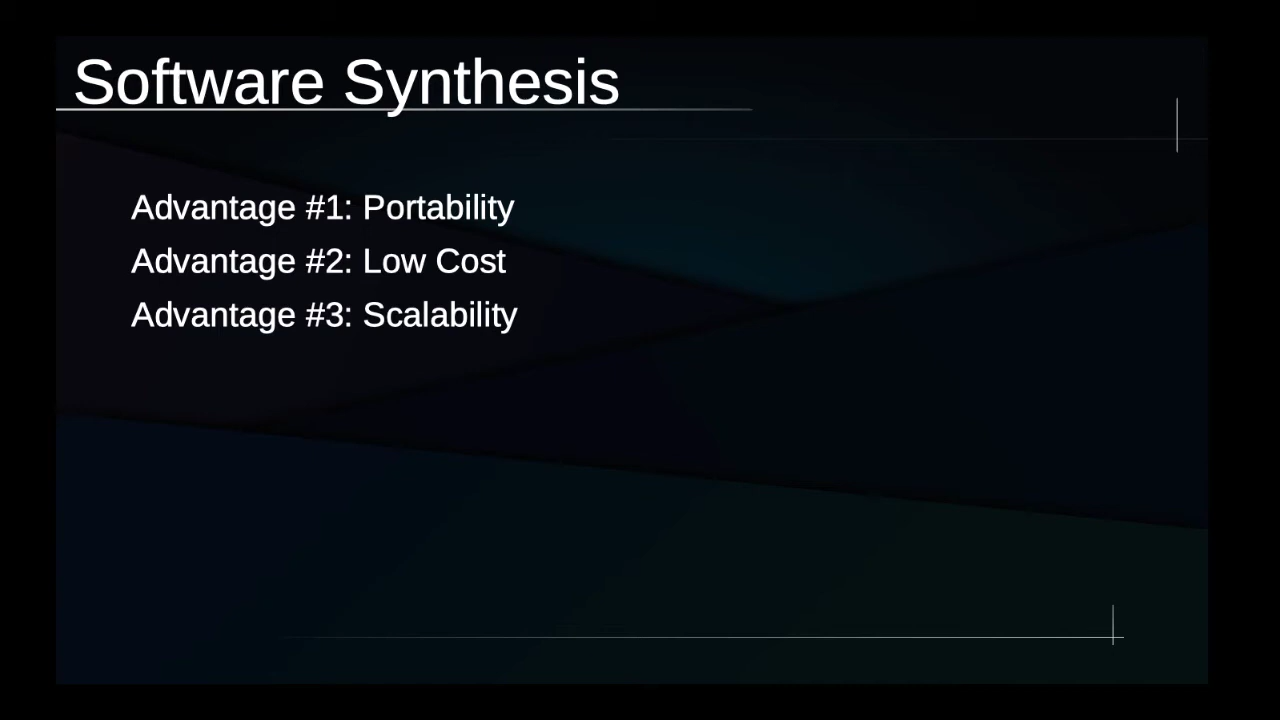 Software Synthesis
Advantage #1: Portability
Advantage #2: Low Cost
Advantage #3: Scalability